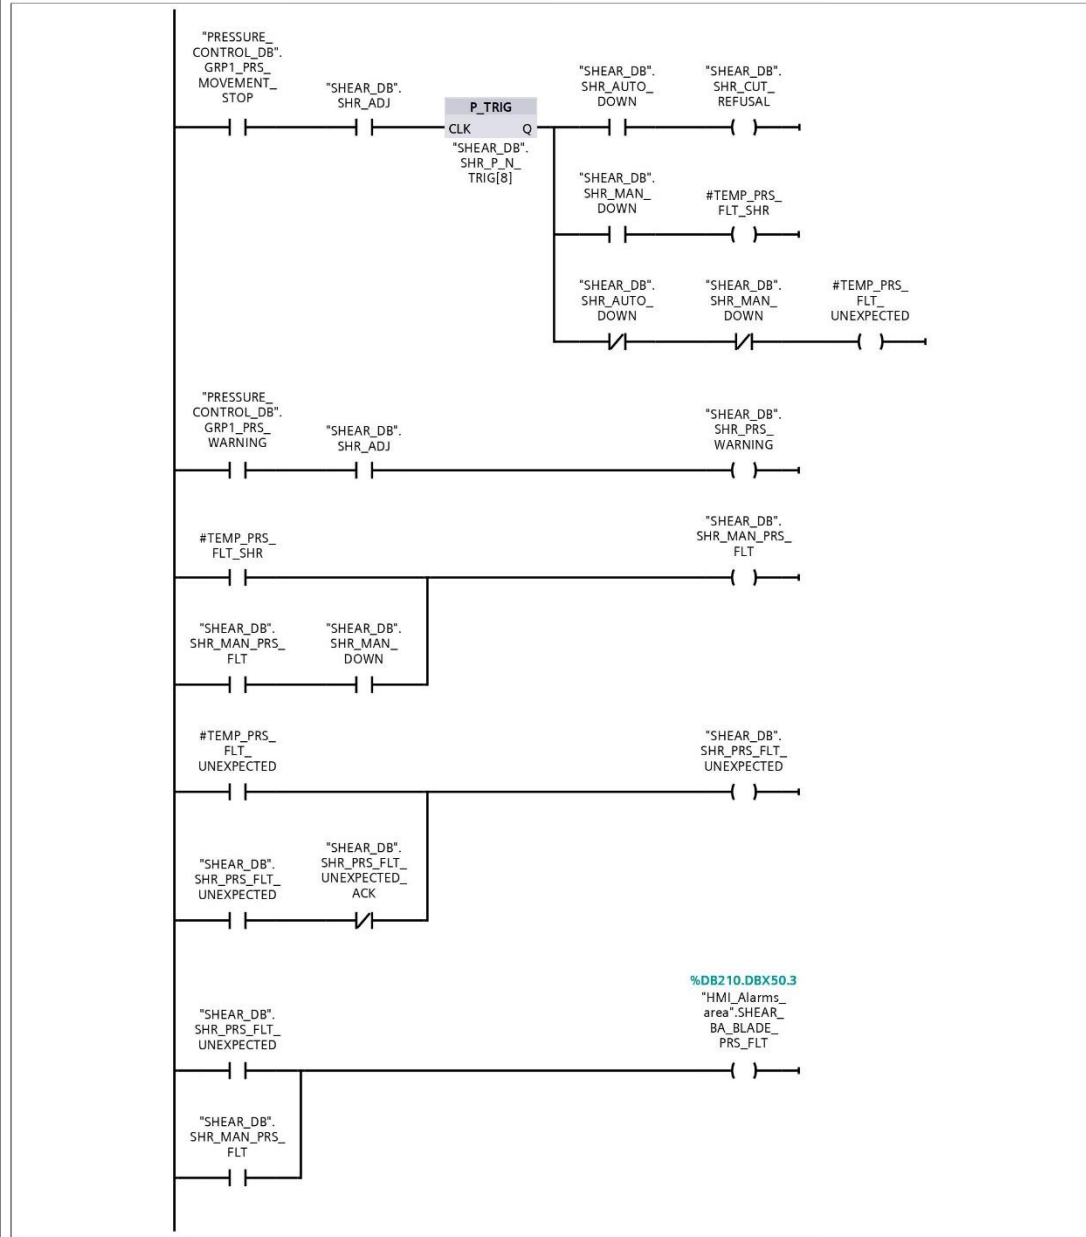 "PRESSURE_
CONTROL_DB".
GRP1_PRS_
MOVEMENT_
STOP
"SHEAR_DB".
SHR_ADJ
P_TRIG
CLK Q
"SHEAR_DB".
SHR_P_N_
TRIG[8]
"SHEAR_DB".
SHR_AUTO_
DOWN
"SHEAR_DB".
SHR_CUT_
REFUSAL
"SHEAR_DB".
SHR_MAN_
DOWN
#TEMP_PRS_
FLT_SHR
"SHEAR_DB".
SHR_AUTO_
DOWN
"SHEAR_DB".
SHR_MAN_
DOWN
#TEMP_PRS_
FLT_
UNEXPECTED
"PRESSURE_
CONTROL_DB".
GRP1_PRS_
WARNING
"SHEAR_DB".
SHR_ADJ
"SHEAR_DB".
SHR_PRS_
WARNING
#TEMP_PRS_
FLT_SHR
"SHEAR_DB".
SHR_MAN_PRS_
FLT
"SHEAR_DB".
SHR_MAN_PRS_
FLT
"SHEAR_DB".
SHR_MAN_
DOWN
#TEMP_PRS_
FLT_
UNEXPECTED
"SHEAR_DB".
SHR_PRS_FLT_
UNEXPECTED
"SHEAR_DB".
SHR_PRS_FLT_
UNEXPECTED
"SHEAR_DB".
SHR_PRS_FLT_
UNEXPECTED_
ACK
"SHEAR_DB".
SHR_PRS_FLT_
UNEXPECTED
%DB210.DBX50.3
"HMI_Alarms_
area".SHEAR_
BA_BLADE_
PRS_FLT
"SHEAR_DB".
SHR_MAN_PRS_
FLT